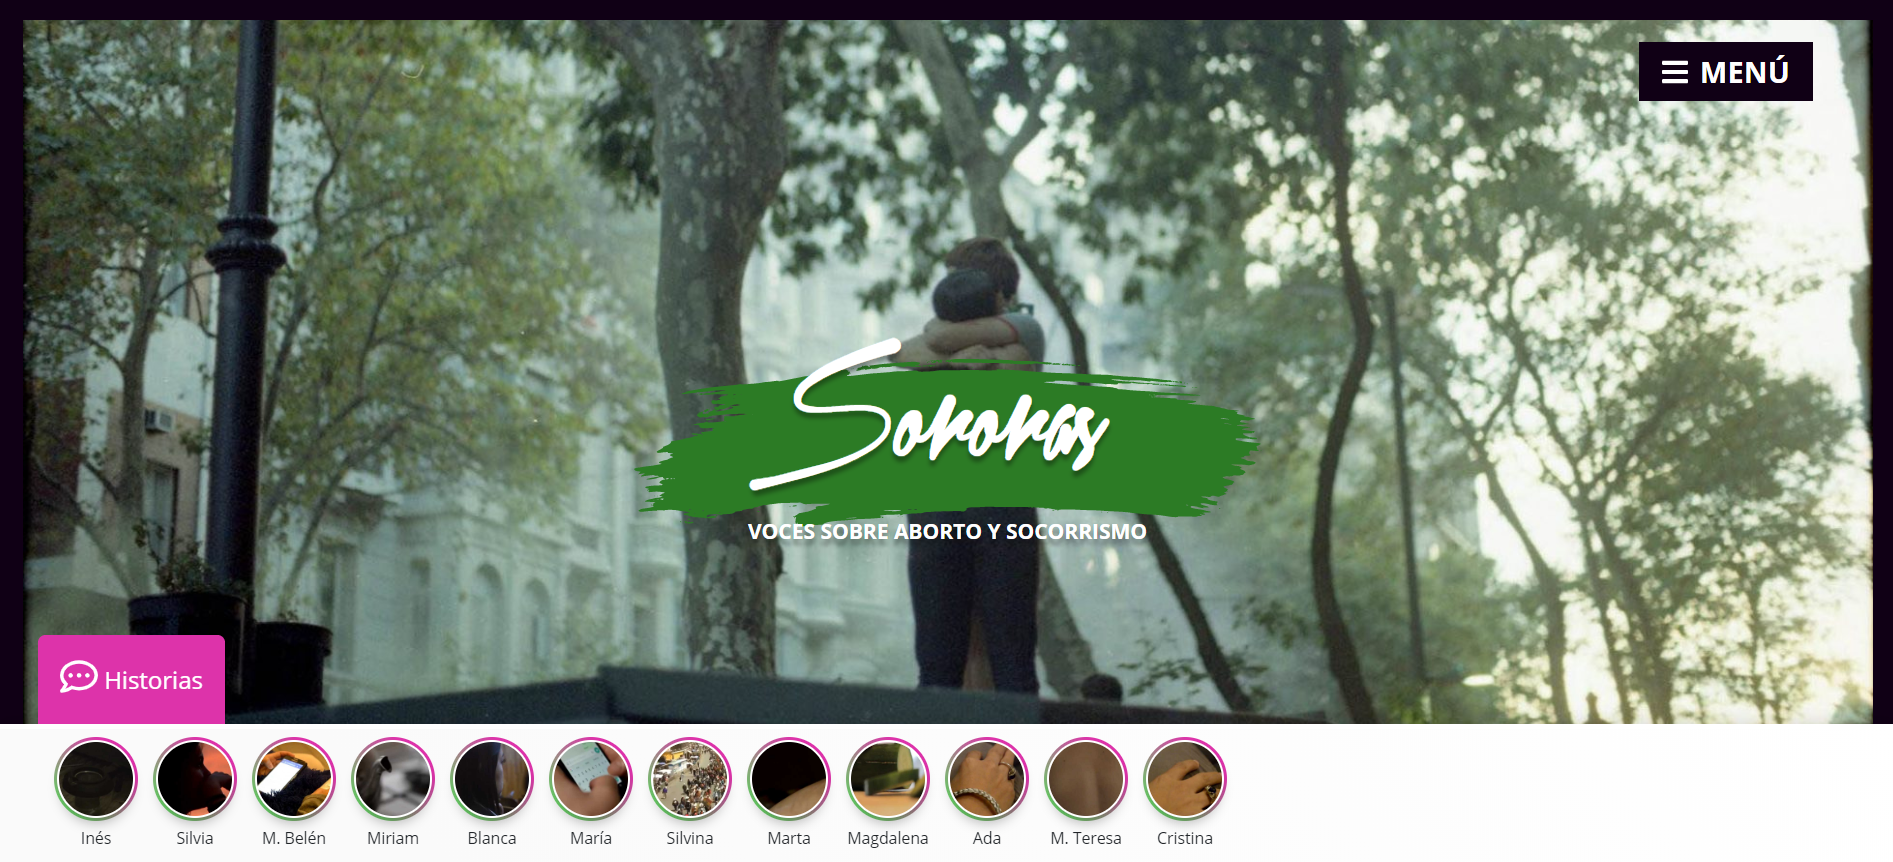 MENÚ
Sororas
VOCES SOBRE ABORTO Y SOCORRISMO
Historias
Inés
Silvia
M. Belén
Miriam
Blanca
María
Silvina
Marta
Magdalena
Ada
M. Teresa
Cristina